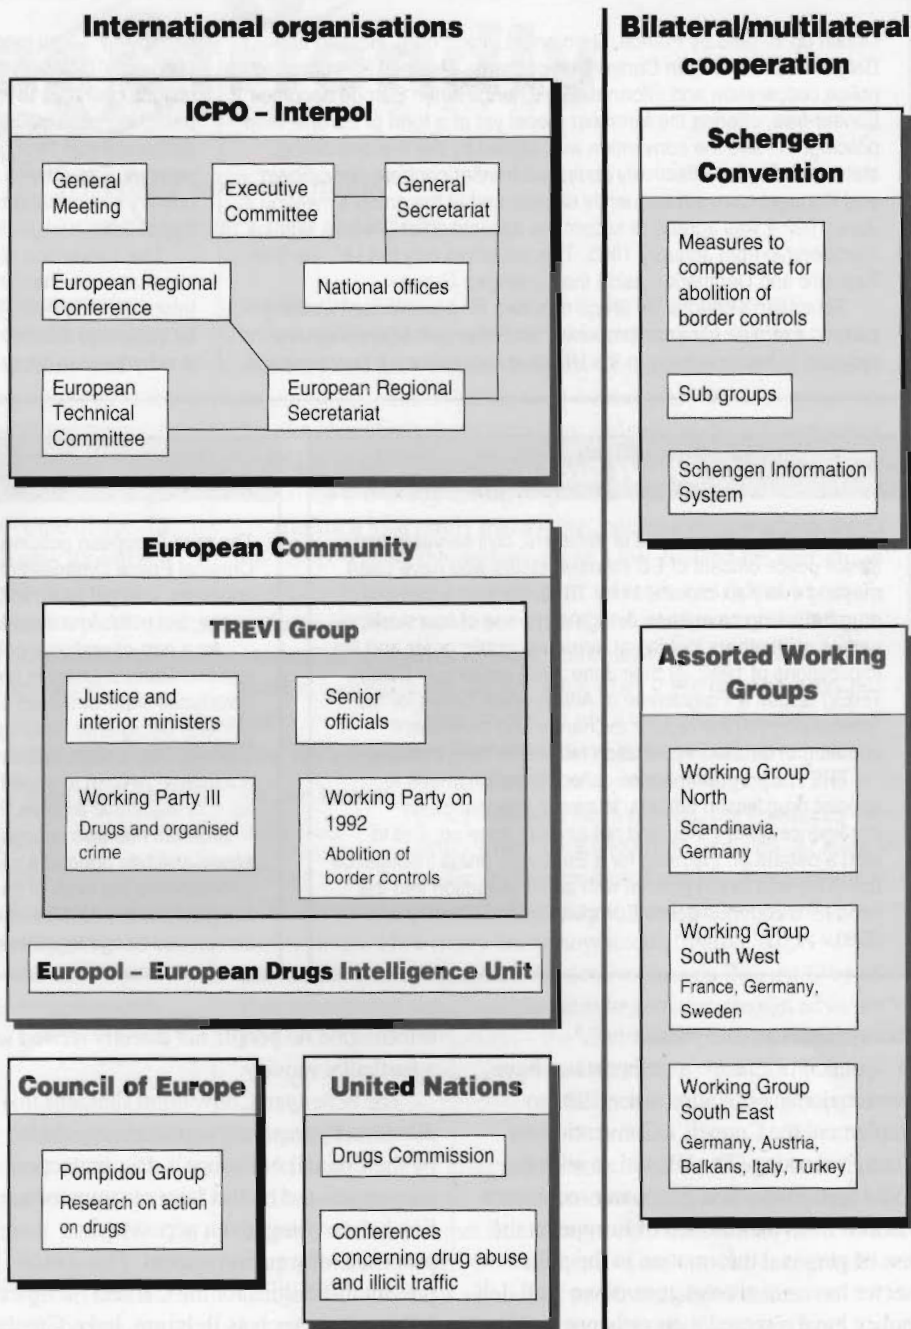 International organisations
ICPO – Interpol
General
Meeting
Executive
Committee
General
Secretariat
European Regional
Conference
National offices
European
Technical
Committee
European Regional
Secretariat
European Community
TREVI Group
Justice and
interior ministers
Senior
officials
Working Party III
Drugs and organised
crime
Working Party on
1992
Abolition of
border controls
Europol – European Drugs Intelligence Unit
Council of Europe
Pompidou Group
Research on action
on drugs
United Nations
Drugs Commission
Conferences
concerning drug abuse
and illicit traffic
Bilateral/multilateral
cooperation
Schengen
Convention
Measures to
compensate for
abolition of
border controls
Sub groups
Schengen Information
System
Assorted Working
Groups
Working Group
North
Scandinavia,
Germany
Working Group
South West
France, Germany,
Sweden
Working Group
South East
Germany, Austria,
Balkans, Italy, Turkey